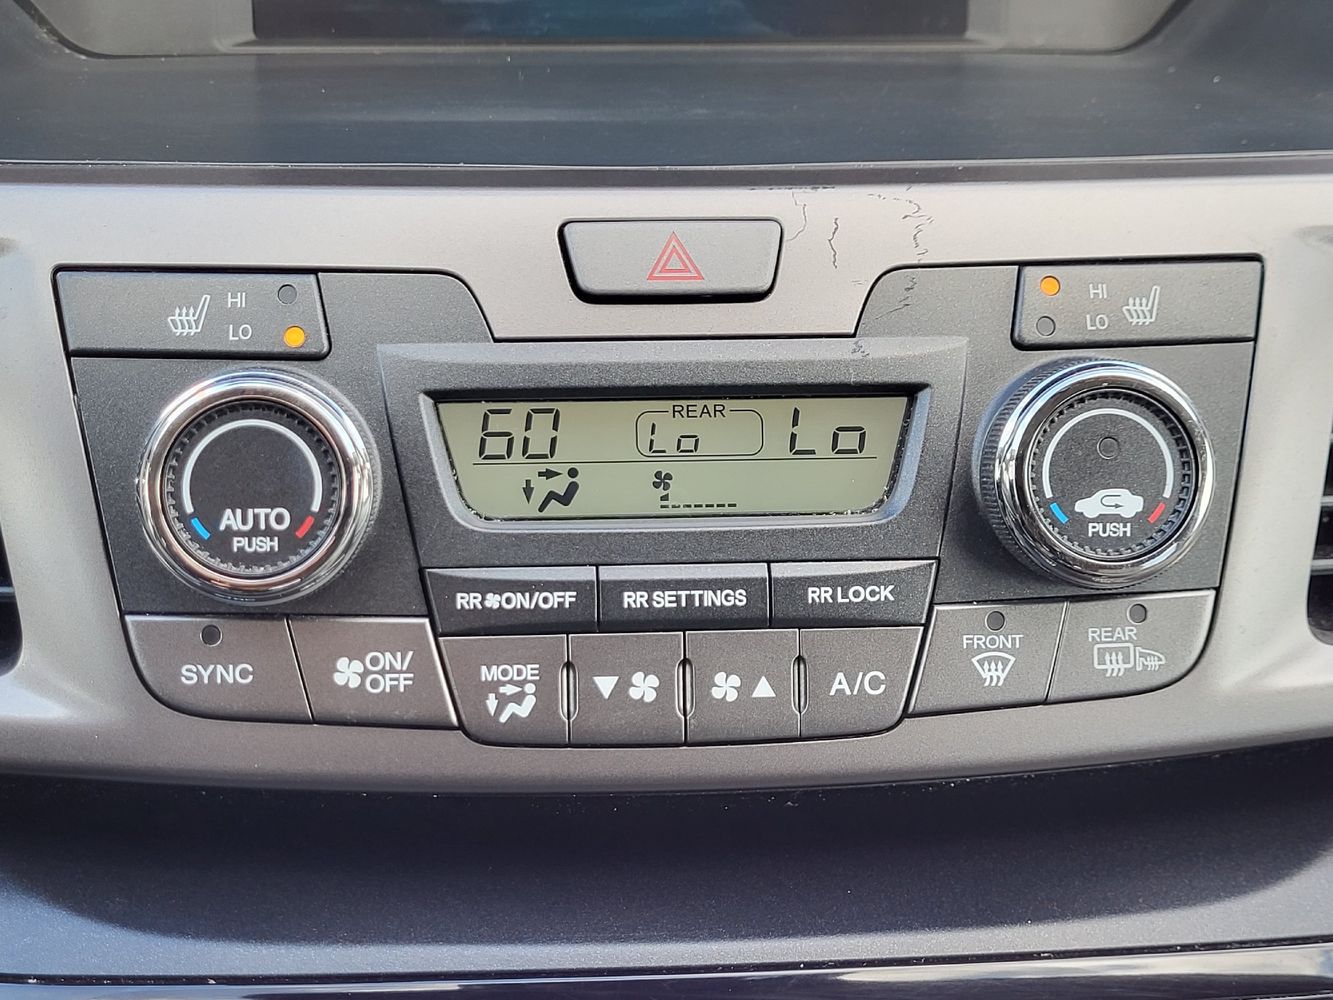 HI
LO
HI
LO
60
REAR
Lo
Lo
AUTO
PUSH
PUSH
RR ON/OFF
RR SETTINGS
RR LOCK
SYNC
ON/
OFF
MODE
A/C
FRONT
REAR